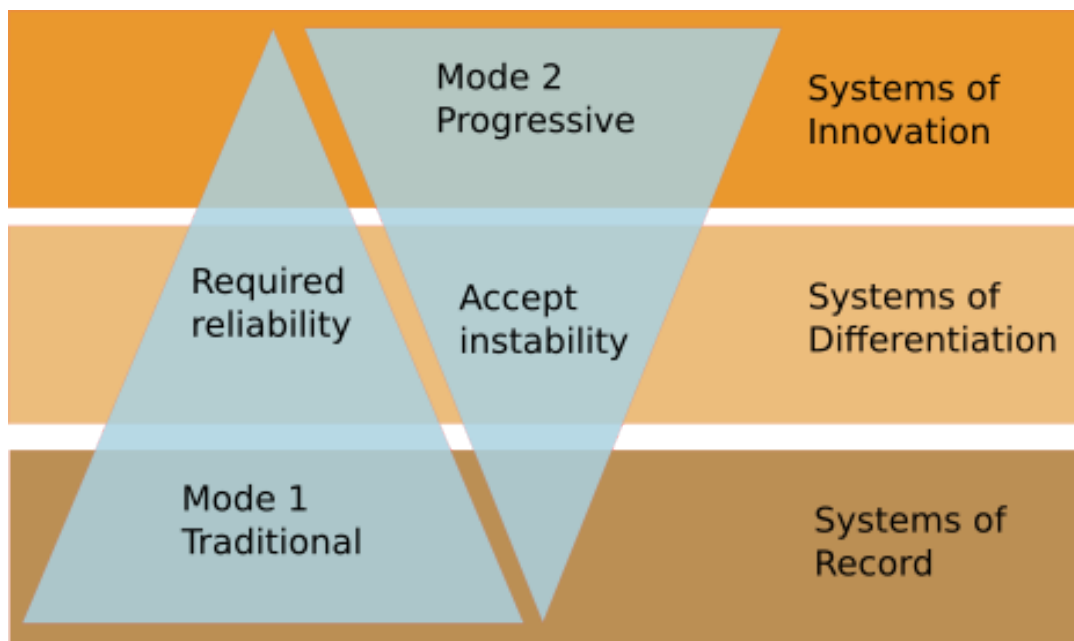 Mode 2
Progressive
Systems of
Innovation
Required
reliability
Accept
instability
Systems of
Differentiation
Mode 1
Traditional
Systems of
Record